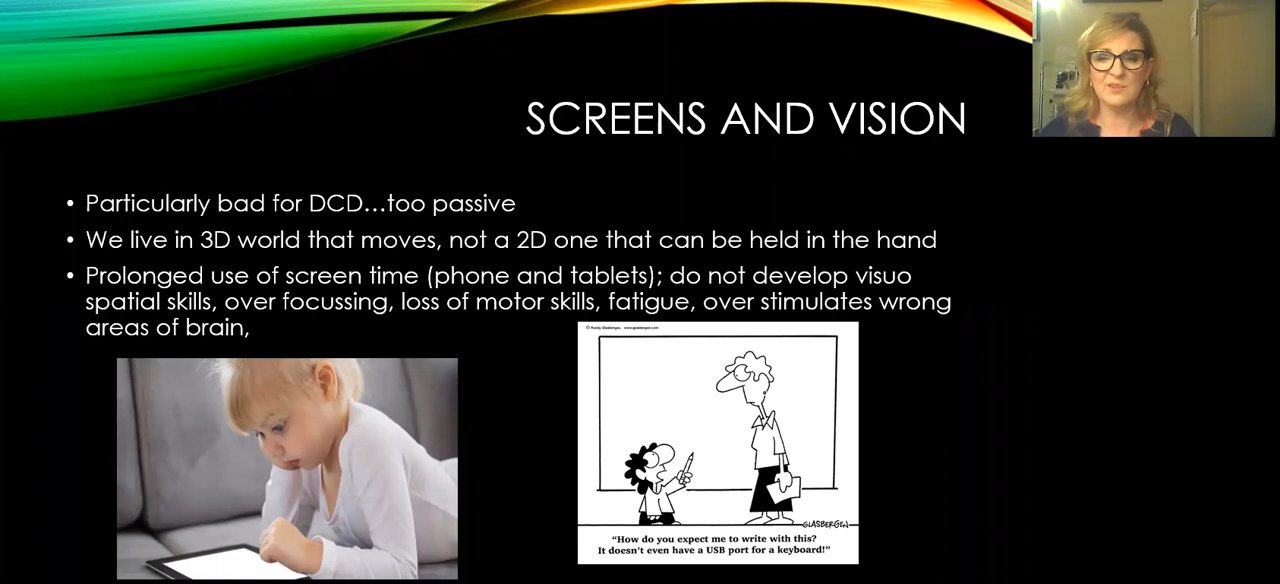 SCREENS AND VISION
• Particularly bad for DCD...too passive
• We live in 3D world that moves, not a 2D one that can be held in the hand
• Prolonged use of screen time (phone and tablets); do not develop visuo
spatial skills, over focussing, loss of motor skills, fatigue, over stimulates wrong
areas of brain,
© Randy Glasbergen www.glasbergen.com
GLASBERGEN
“How do you expect me to write with this?
It doesn’t even have a USB port for a keyboard!”